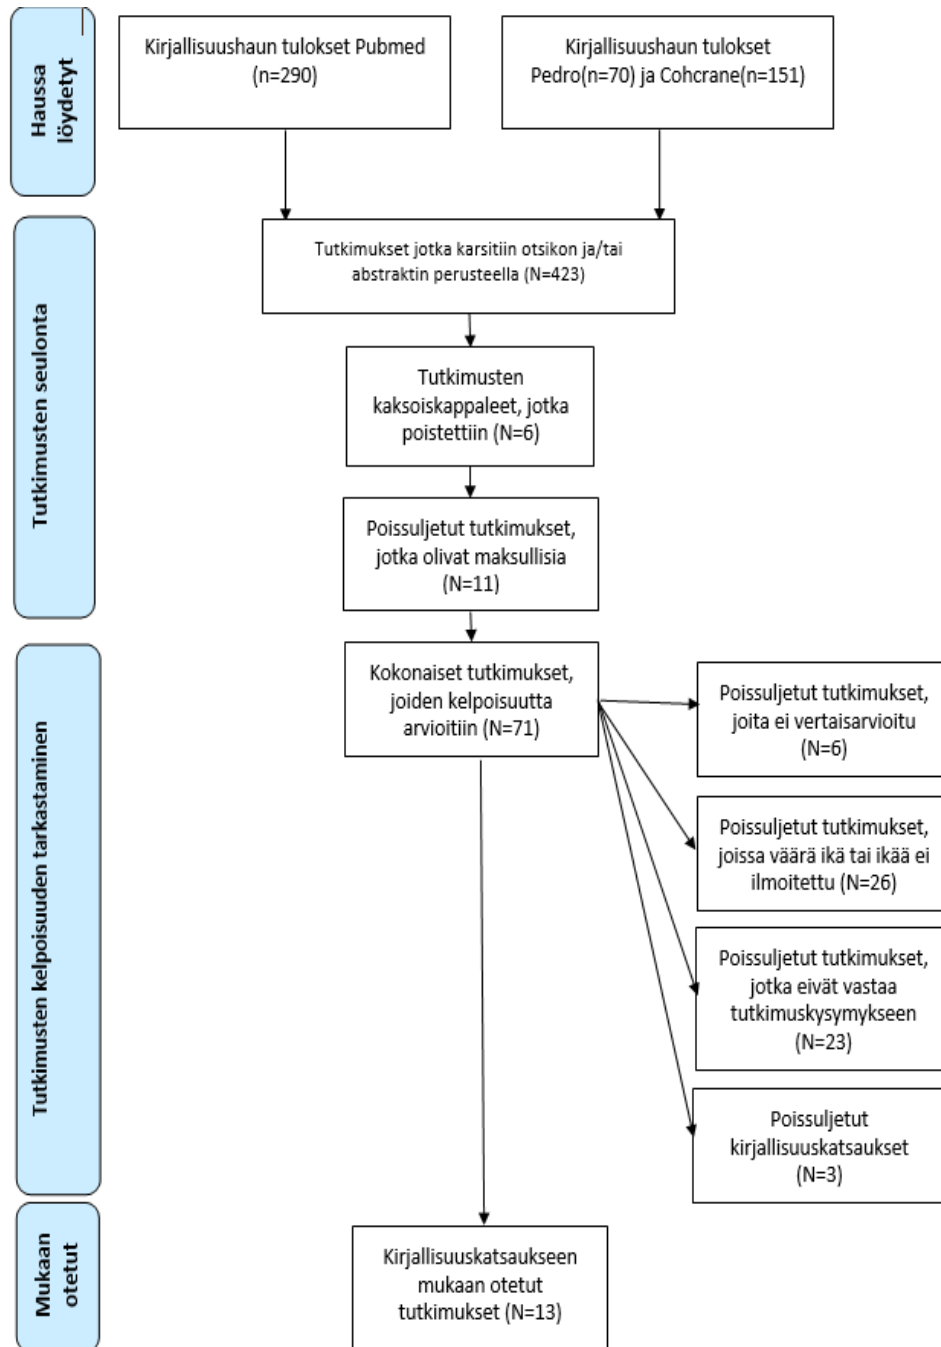 Haussa
löydetyt
Kirjallisuushaun tulokset Pubmed
(n=290)
Kirjallisuushaun tulokset
Pedro(n=70) ja Cohcrane(n=151)
Tutkimusten seulonta
Tutkimukset jotka karsitiin otsikon ja/tai
abstraktin perusteella (N=423)
Tutkimusten
kaksoiskappaleet, jotka
poistettiin (N=6)
Poissuljetut tutkimukset,
jotka olivat maksullisia
(N=11)
Tutkimusten kelpoisuuden tarkastaminen
Kokonaiset tutkimukset,
joiden kelpoisuutta
arvioitiin (N=71)
Poissuljetut tutkimukset,
joita ei vertaisarvioitu
(N=6)
Poissuljetut tutkimukset,
joissa väärä ikä tai ikää ei
ilmoitettu (N=26)
Poissuljetut tutkimukset,
jotka eivät vastaa
tutkimuskysymykseen
(N=23)
Poissuljetut
kirjallisuuskatsaukset
(N=3)
Mukaan
otetut
Kirjallisuuskatsaukseen
mukaan otetut
tutkimukset (N=13)